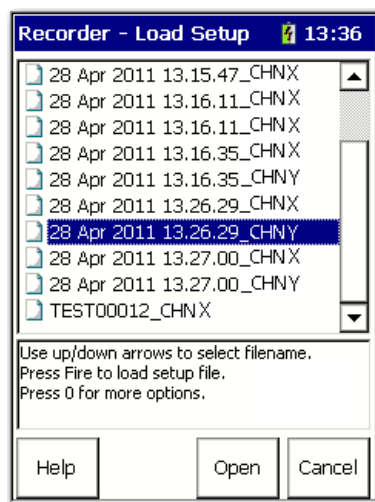 Recorder - Load Setup 13:36
28 Apr 2011 13.15.47_CHNX
28 Apr 2011 13.16.11_CHNX
28 Apr 2011 13.16.11_CHNX
28 Apr 2011 13.16.35_CHNX
28 Apr 2011 13.16.35_CHNY
28 Apr 2011 13.26.29_CHNX
28 Apr 2011 13.26.29_CHNY
28 Apr 2011 13.27.00_CHNX
28 Apr 2011 13.27.00_CHNY
TEST00012_CHNX
Use up/down arrows to select filename.
Press Fire to load setup file.
Press 0 for more options.
Help Open Cancel